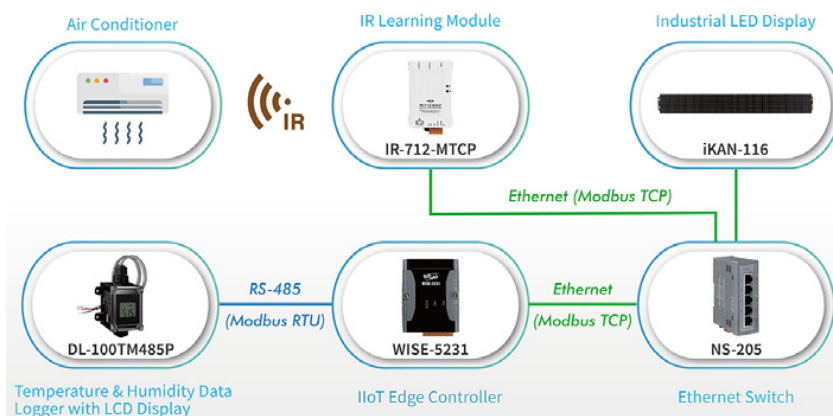 Air Conditioner
IR Learning Module
Industrial LED Display
IR
IR-712-MTCP
iKAN-116
Ethernet (Modbus TCP)
RS-485
(Modbus RTU)
Ethernet
(Modbus TCP)
DL-100TM485P
WISE-5231
NS-205
Temperature & Humidity Data
Logger with LCD Display
IIoT Edge Controller
Ethernet Switch